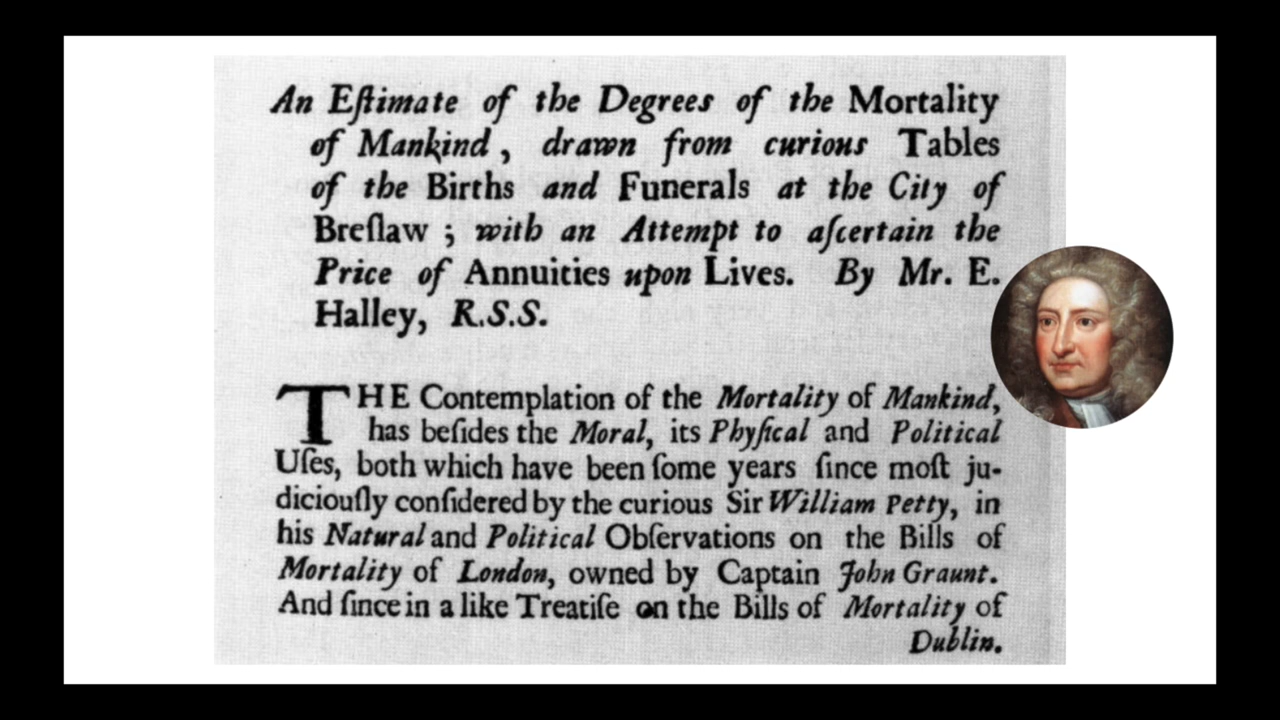 An Eſtimate of the Degrees of the Mortality
of Mankind, drawn from curious Tables
of the Births and Funerals at the City of
Breſlaw; with an Attempt to aſcertain the
Price of Annuities upon Lives. By Mr. E.
Halley, R.S.S.
THE Contemplation of the Mortality of Mankind,
has beſides the Moral, its Phyſical and Political
Uſes, both which have been ſome years ſince moſt ju-
diciouſly conſidered by the curious Sir William Petty, in
his Natural and Political Obſervations on the Bills of
Mortality of London, owned by Captain John Graunt.
And ſince in a like Treatiſe on the Bills of Mortality of
Dublin.